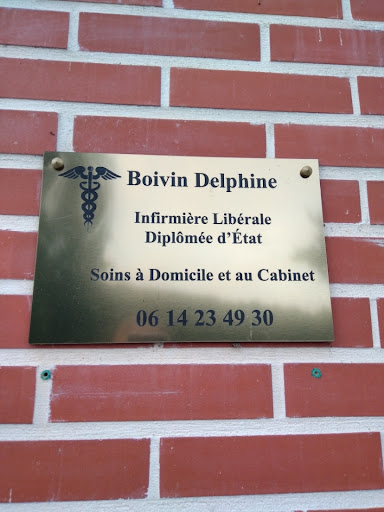 Boivin Delphine
Infirmière Libérale
Diplômée d'État
Soins à Domicile et au Cabinet
06 14 23 49 30